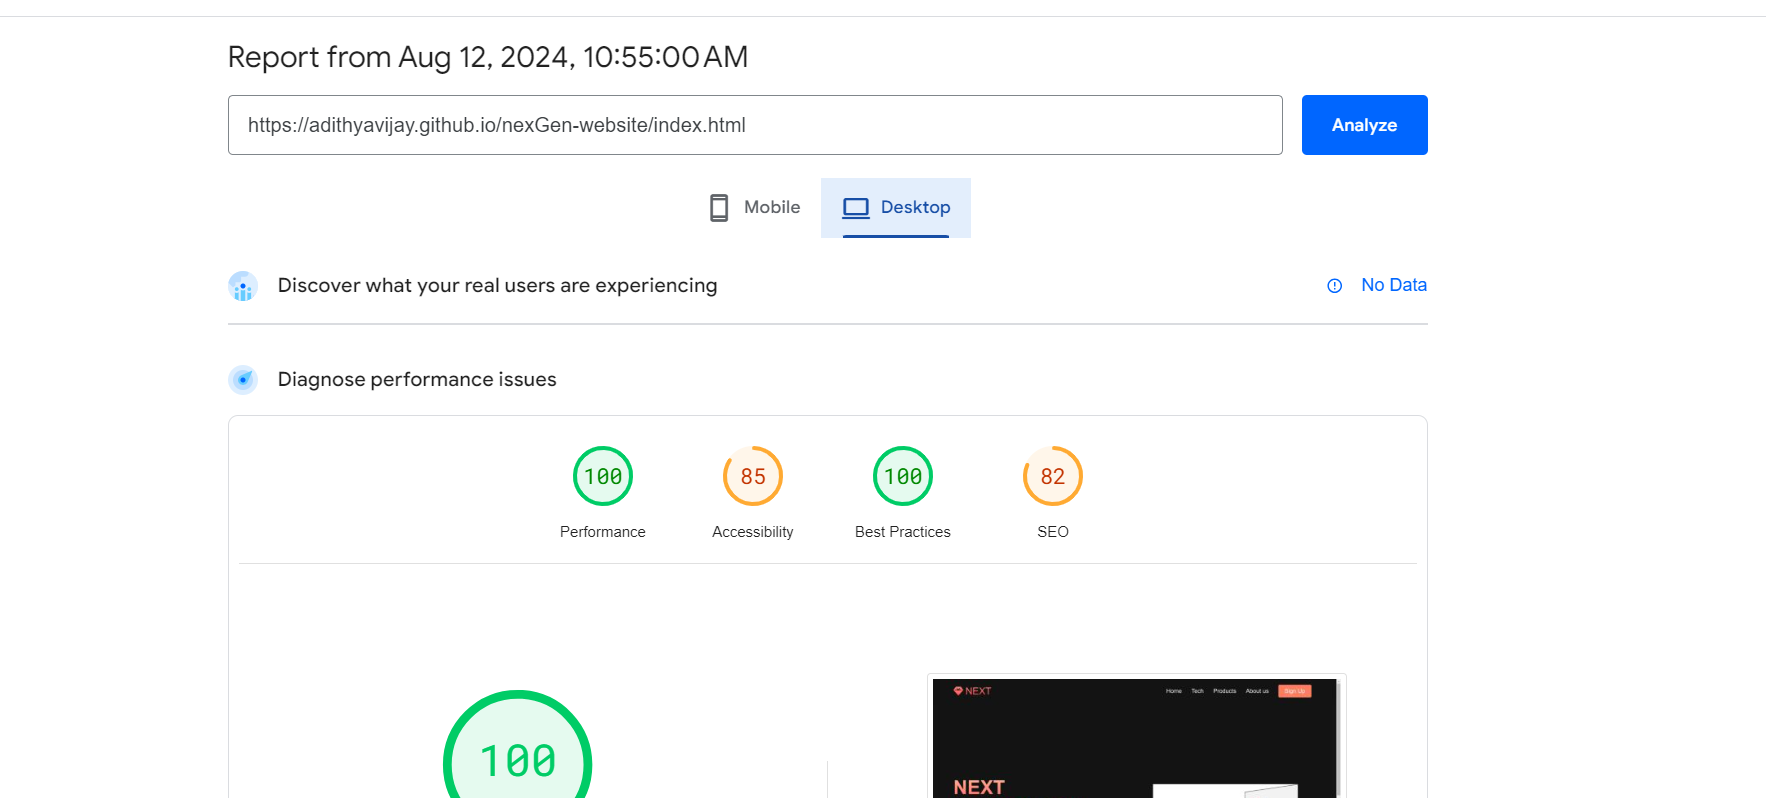 Report from Aug 12, 2024, 10:55:00 AM
https://adithyavijay.github.io/nexGen-website/index.html
Analyze
Mobile
Desktop
Discover what your real users are experiencing
No Data
Diagnose performance issues
100
85
100
82
Performance
Accessibility
Best Practices
SEO
100
NEXT
Home
Tech
Products
About us
Sign Up
NEXT